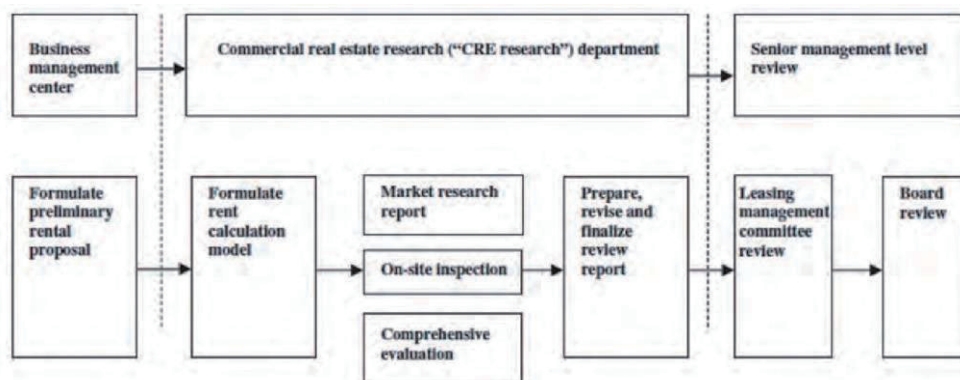 Business
management
center
Commercial real estate research (“CRE research”) department
Senior management level
review
Formulate
preliminary
rental
proposal
Formulate
rent
calculation
model
Market research
report
On-site inspection
Comprehensive
evaluation
Prepare,
revise and
finalize
review
report
Leasing
management
committee
review
Board
review